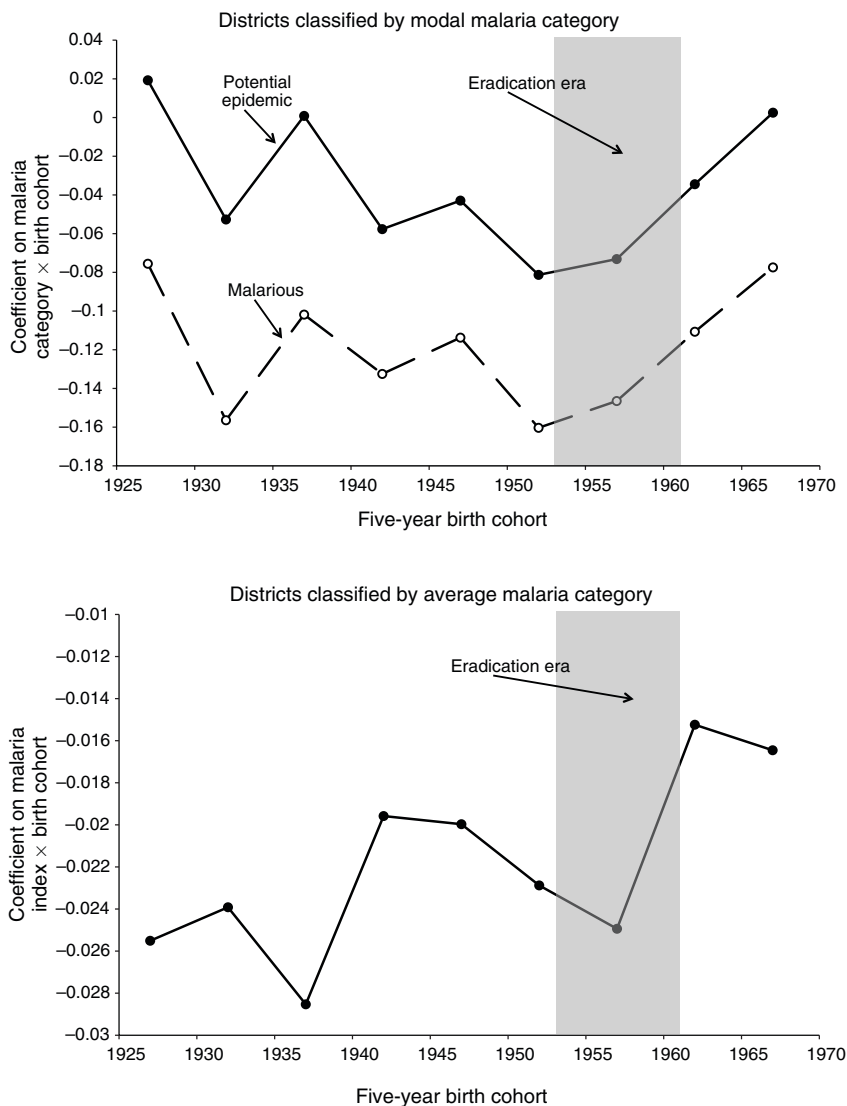 Districts classified by modal malaria category
0.04
0.02
0
–0.02
–0.04
–0.06
–0.08
–0.1
–0.12
–0.14
–0.16
–0.18
Coefficient on malaria
category × birth cohort
Potential
epidemic
Eradication era
Malarious
1925 1930 1935 1940 1945 1950 1955 1960 1965 1970
Five-year birth cohort
Districts classified by average malaria category
–0.01
–0.012
–0.014
–0.016
–0.018
–0.02
–0.022
–0.024
–0.026
–0.028
–0.03
Coefficient on malaria
index × birth cohort
Eradication era
1925 1930 1935 1940 1945 1950 1955 1960 1965 1970
Five-year birth cohort